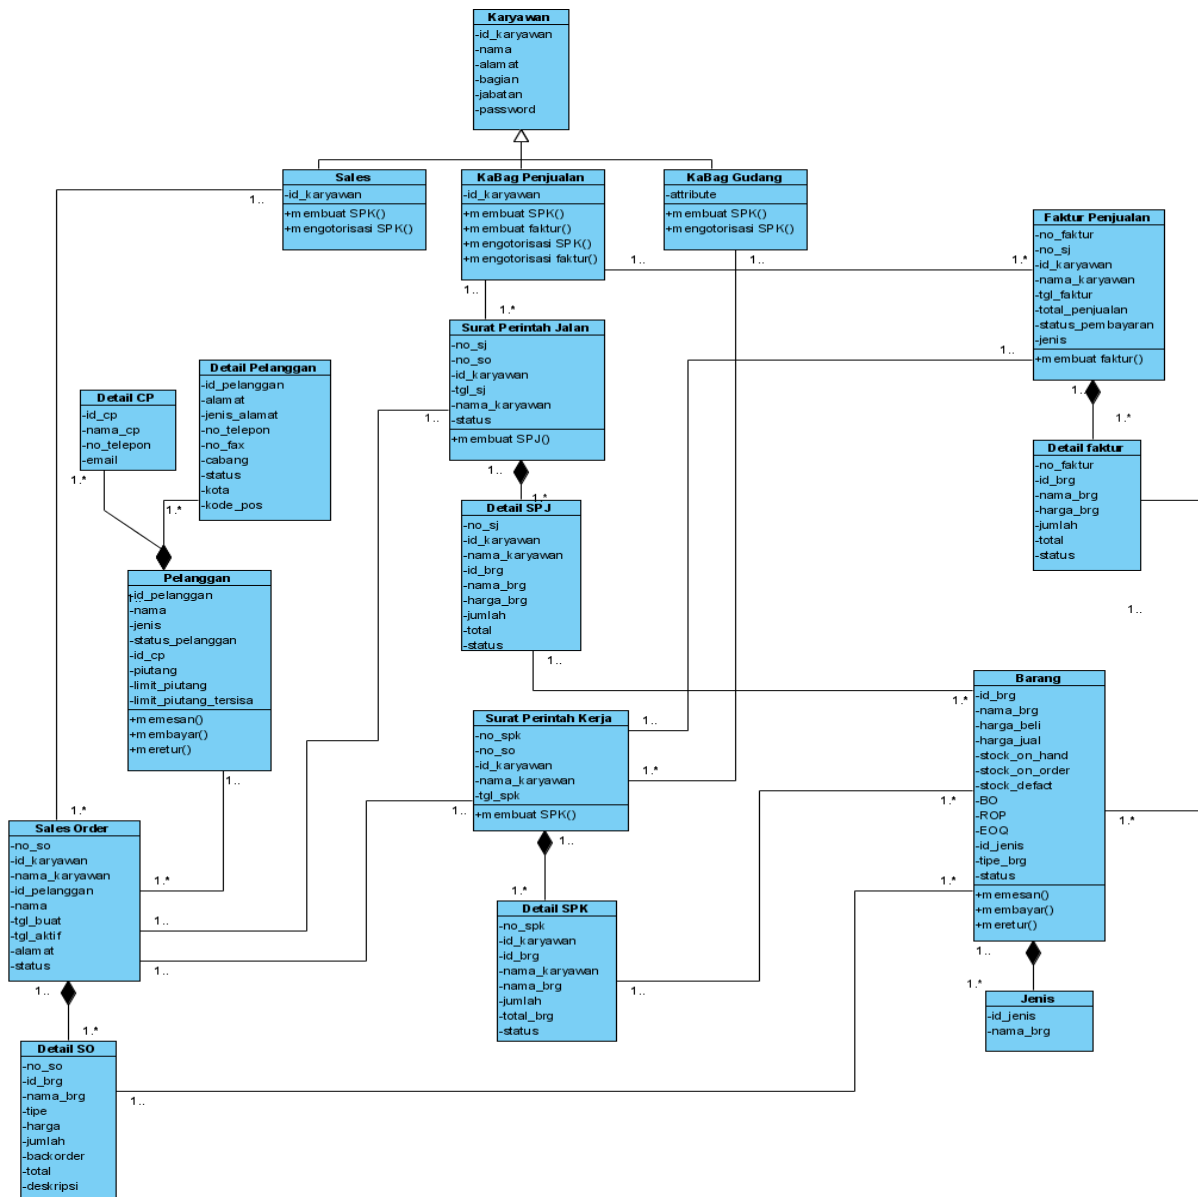 Karyawan
-id_karyawan
-nama
-alamat
-bagian
-jabatan
-password
Sales
-id_karyawan
+membuat SPK()
+mengotorisasi SPK()
1..
KaBag Penjualan
-id_karyawan
+membuat SPK()
+membuat faktur()
+mengotorisasi SPK()
+mengotorisasi faktur()
1..
1..
KaBag Gudang
-attribute
+membuat SPK()
+mengotorisasi SPK()
1..
Faktur Penjualan
-no_faktur
-no_sj
-id_karyawan
-nama_karyawan
-tgl_faktur
-total_penjualan
-status_pembayaran
-jenis
+membuat faktur()
1.*
1..
1..
1.*
Surat Perintah Jalan
-no_sj
-no_so
-id_karyawan
-tgl_sj
-nama_karyawan
-status
+membuat SPJ()
1.*
1..
1..
1.*
Detail Pelanggan
-id_pelanggan
-alamat
-jenis_alamat
-no_telepon
-no_fax
-cabang
-status
-kota
-kode_pos
1.*
Detail CP
-id_cp
-nama_cp
-no_telepon
-email
1.*
Detail faktur
-no_faktur
-id_brg
-nama_brg
-harga_brg
-jumlah
-total
-status
1..
Detail SPJ
-no_sj
-id_karyawan
-nama_karyawan
-id_brg
-nama_brg
-harga_brg
-jumlah
-total
-status
1..
Pelanggan
-id_pelanggan
1..
-nama
-jenis
-status_pelanggan
-id_cp
-piutang
-limit_piutang
-limit_piutang_tersisa
+memesan()
+membayar()
+meretur()
1..
Barang
-id_brg
-nama_brg
-harga_beli
-harga_jual
-stock_on_hand
-stock_on_order
-stock_defact
-BO
-ROP
-EOQ
-id_jenis
-tipe_brg
-status
+memesan()
+membayar()
+meretur()
1.*
1.*
1.*
1.*
1..
1.*
Surat Perintah Kerja
-no_spk
-no_so
-id_karyawan
-nama_karyawan
-tgl_spk
+membuat SPK()
1..
1.*
1..
1..
1.*
Sales Order
-no_so
-id_karyawan
-nama_karyawan
-id_pelanggan
-nama
-tgl_buat
-tgl_aktif
-alamat
-status
1.*
1.*
1..
1..
1..
1.*
Detail SPK
-no_spk
-id_karyawan
-id_brg
-nama_karyawan
-nama_brg
-jumlah
-total_brg
-status
1..
Jenis
-id_jenis
-nama_brg
Detail SO
-no_so
-id_brg
-nama_brg
-tipe
-harga
-jumlah
-backorder
-total
-deskripsi
1..